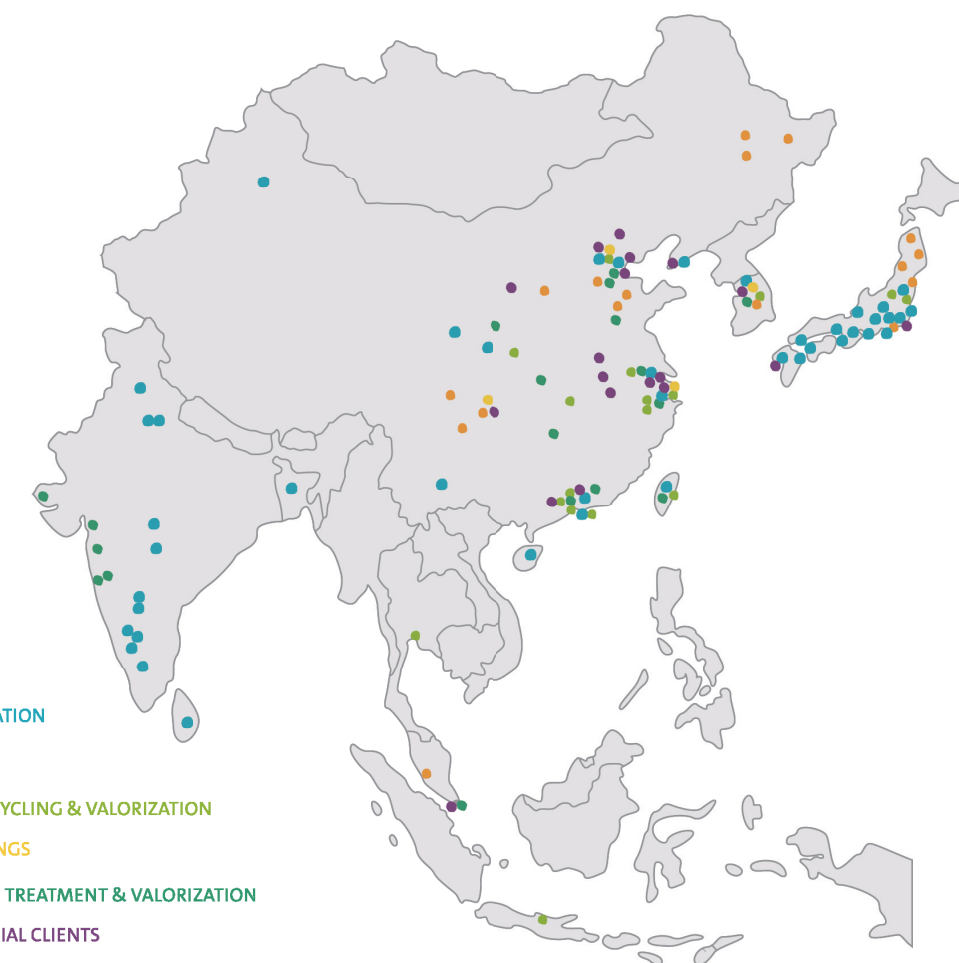 ATION
YCLING & VALORIZATION
NGS
TREATMENT & VALORIZATION
IAL CLIENTS